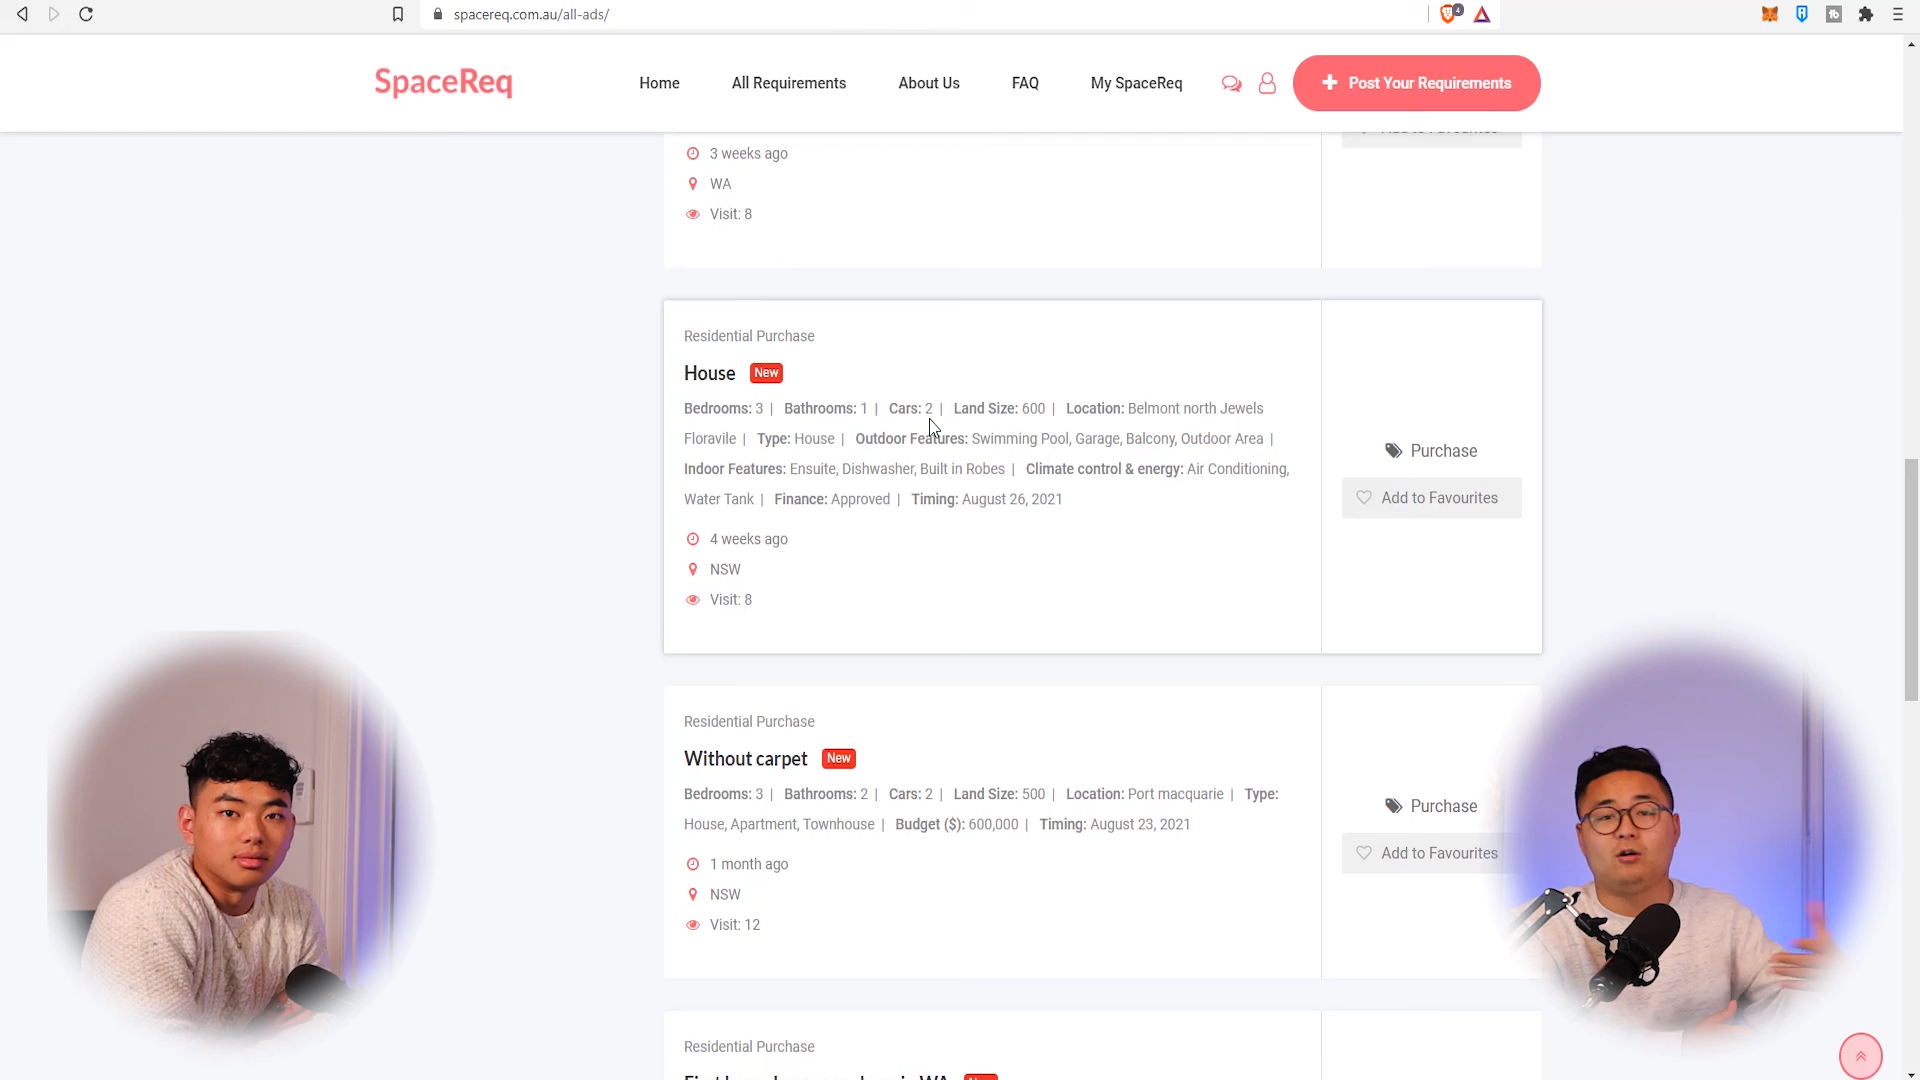 spacereq.com.au/all-ads/
4
SpaceReq
Home
All Requirements
About Us
FAQ
My SpaceReq
Post Your Requirements
3 weeks ago
WA
Visit: 8
Residential Purchase
House New
Bedrooms: 3 | Bathrooms: 1 | Cars: 2 | Land Size: 600 | Location: Belmont north Jewels
Floravile | Type: House | Outdoor Features: Swimming Pool, Garage, Balcony, Outdoor Area |
Indoor Features: Ensuite, Dishwasher, Built in Robes | Climate control & energy: Air Conditioning,
Water Tank | Finance: Approved | Timing: August 26, 2021
4 weeks ago
NSW
Visit: 8
Purchase
Add to Favourites
Residential Purchase
Without carpet New
Bedrooms: 3 | Bathrooms: 2 | Cars: 2 | Land Size: 500 | Location: Port macquarie | Type:
House, Apartment, Townhouse | Budget ($): 600,000 | Timing: August 23, 2021
1 month ago
NSW
Visit: 12
Purchase
Add to Favourites
Residential Purchase